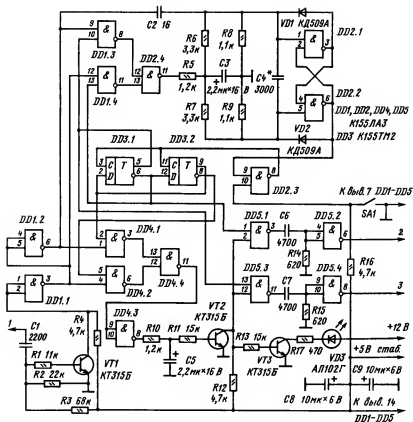 C2 16
VD1 КД509А
DD2.1
DD1.3
DD2.4
R6
3,3к
R8
1,1к
R5
1,2к
C3
2,2мк×16 В
C4*
3000
DD1.4
R7
3,3к
R9
1,1к
DD2.2
DD1, DD2, DD4, DD5
К155ЛА3
DD3 К155ТМ2
VD2
КД509А
DD3.1
DD3.2
DD2.3
К выв.7 DD1-DD5
SA1
DD1.2
DD4.1
DD5.1
C6
4700
DD5.2
2
R14
620
R16
4,7к
DD4.4
DD4.2
DD5.3
C7
4700
DD5.4
3
R15
620
DD1.1
DD4.3
VT2
КТ315Б
1
C1
2200
R4
4,7к
R1 11к
R2 22к
R3 68к
VT1
КТ315Б
R10
1,2к
R11 15к
C5
2,2мк×16В
R13 15к
R12
4,7к
VT3
КТ315Б
R17 470
VD3
АЛ102Г
+12В
+5В стаб.
C8 10мк×6В
C9 10мк×6В
К выв. 14
DD1-DD5